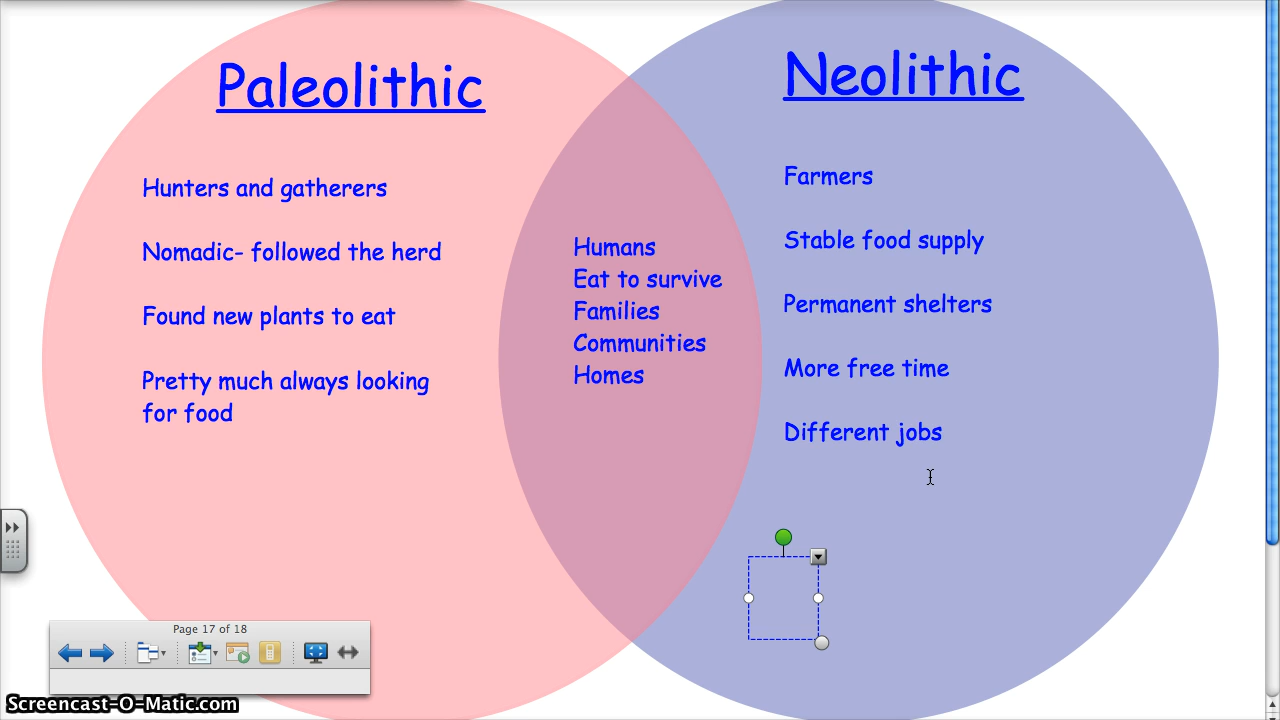 Paleolithic
Hunters and gatherers
Nomadic- followed the herd
Found new plants to eat
Pretty much always looking
for food
Humans
Eat to survive
Families
Communities
Homes
Neolithic
Farmers
Stable food supply
Permanent shelters
More free time
Different jobs
Page 17 of 18
Screencast-O-Matic.com